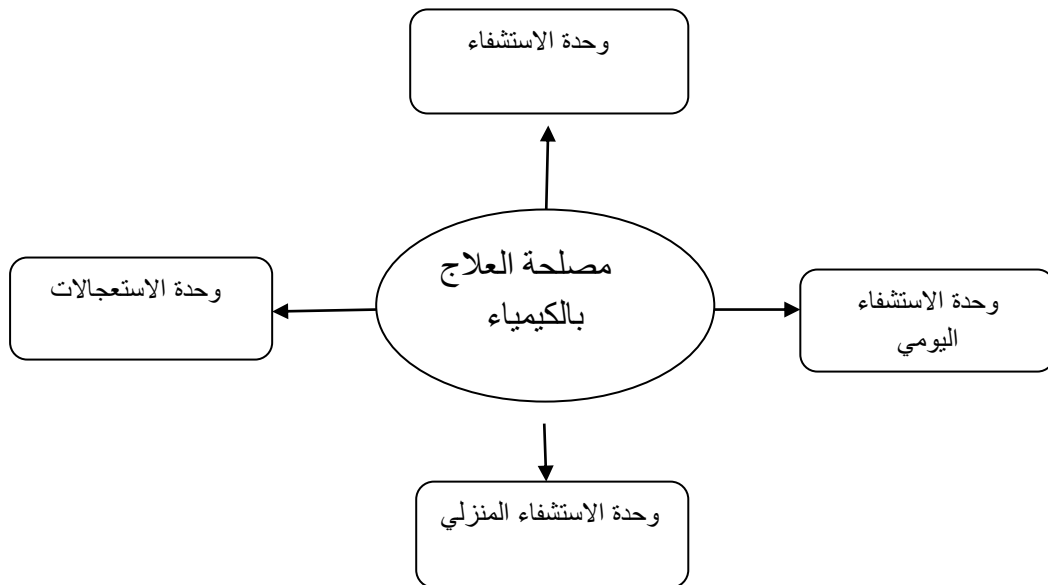 وحدة الاستشفاء
مصلحة العلاج
بالكيمياء
وحدة الاستعجالات
وحدة الاستشفاء
اليومي
وحدة الاستشفاء المنزلي